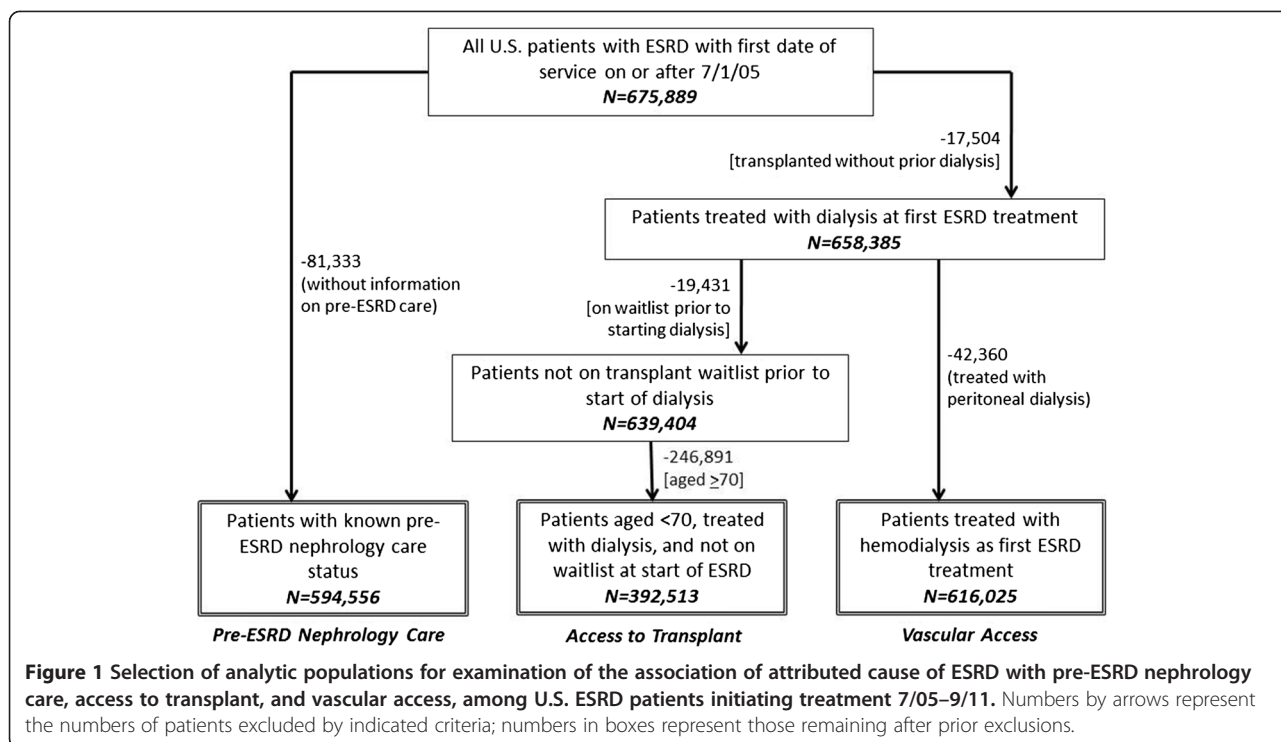 All U.S. patients with ESRD with first date of
service on or after 7/1/05
N=675,889
-17,504
[transplanted without prior dialysis]
Patients treated with dialysis at first ESRD treatment
N=658,385
-81,333
(without information
on pre-ESRD care)
-19,431
[on waitlist prior to
starting dialysis]
-42,360
(treated with
peritoneal dialysis)
Patients not on transplant waitlist prior to
start of dialysis
N=639,404
-246,891
[aged ≥70]
Patients with known pre-
ESRD nephrology care
status
N=594,556
Patients aged <70, treated
with dialysis, and not on
waitlist at start of ESRD
N=392,513
Patients treated with
hemodialysis as first ESRD
treatment
N=616,025
Pre-ESRD Nephrology Care
Access to Transplant
Vascular Access
Figure 1 Selection of analytic populations for examination of the association of attributed cause of ESRD with pre-ESRD nephrology
care, access to transplant, and vascular access, among U.S. ESRD patients initiating treatment 7/05–9/11. Numbers by arrows represent
the numbers of patients excluded by indicated criteria; numbers in boxes represent those remaining after prior exclusions.